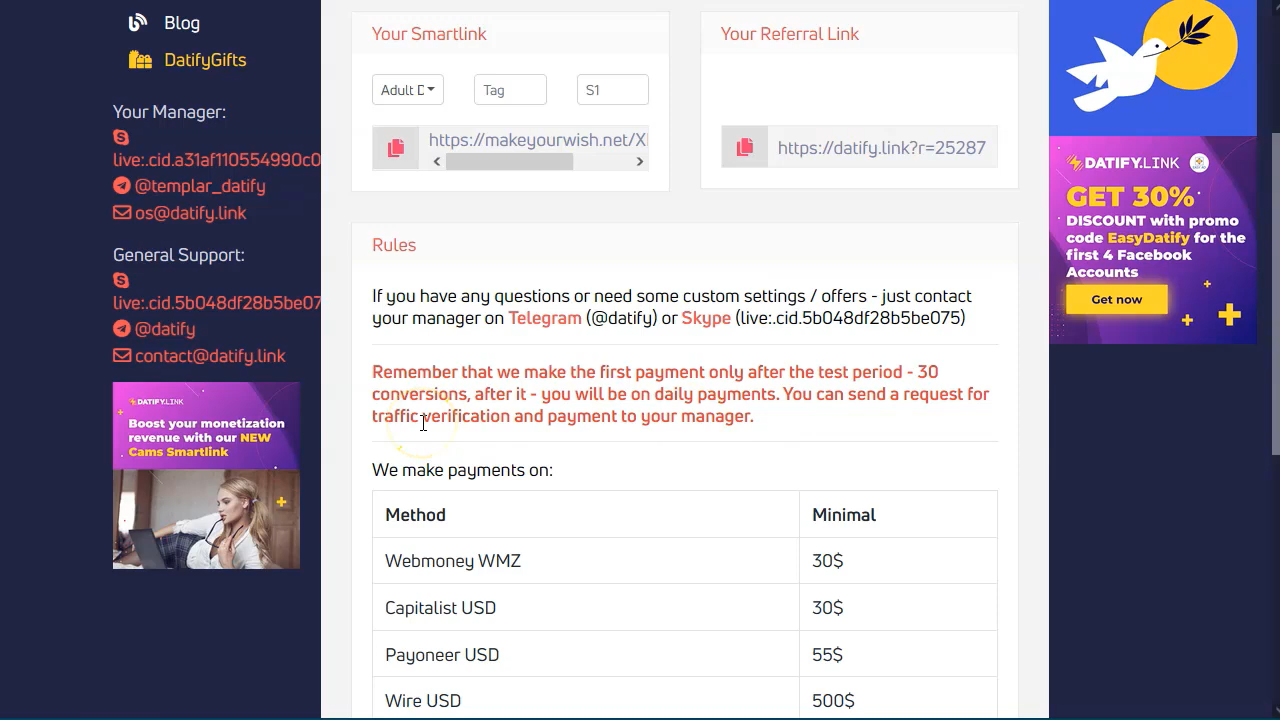 Blog
DatifyGifts
Your Manager:
live:.cid.a31af110554990c0
@templar_datify
os@datify.link
General Support:
live:.cid.5b048df28b5be07
@datify
contact@datify.link
DATIFY.LINK
Boost your monetization
revenue with our NEW
Cams Smartlink
Your Smartlink
Adult D
Tag
S1
https://makeyourwish.net/X
Your Referral Link
https://datify.link?r=25287
Rules
If you have any questions or need some custom settings / offers - just contact
your manager on Telegram (@datify) or Skype (live:.cid.5b048df28b5be075)
Remember that we make the first payment only after the test period - 30
conversions, after it - you will be on daily payments. You can send a request for
traffic verification and payment to your manager.
We make payments on:
Method Minimal
Webmoney WMZ 30$
Capitalist USD 30$
Payoneer USD 55$
Wire USD 500$
DATIFY.LINK
GET 30%
DISCOUNT with promo
code EasyDatify for the
first 4 Facebook
Accounts
Get now